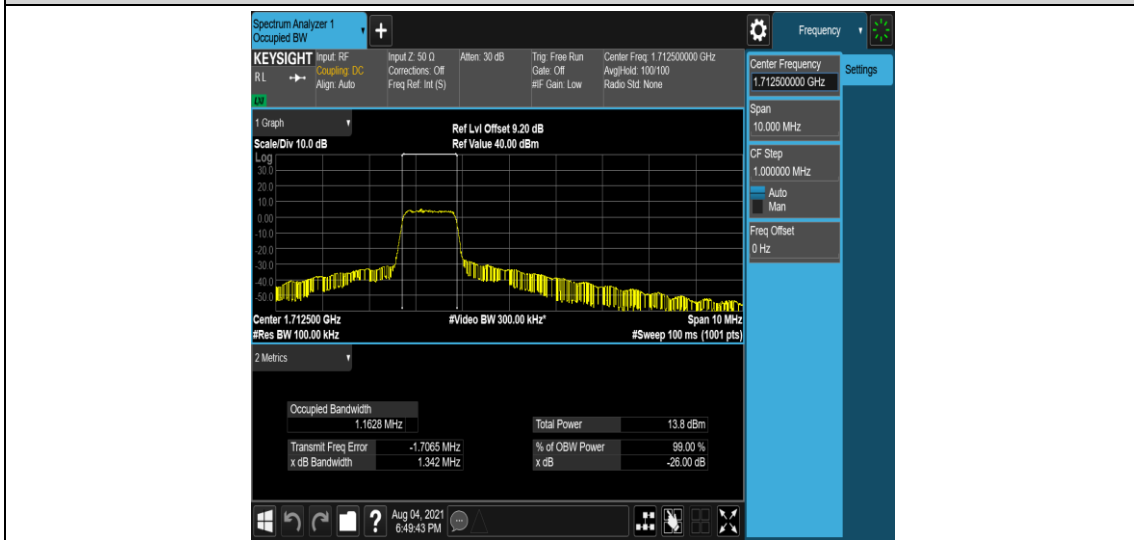 Spectrum Analyzer 1
Occupied BW
+
Frequency
KEYSIGHT Input: RF Input Z: 50 Ω Atten: 30 dB Trig: Free Run Center Freq: 1.712500000 GHz
RL Coupling: DC Corrections: Off Gate: Off Avg|Hold: 100/100
Align: Auto Freq Ref: Int (S) #IF Gain: Low Radio Std: None
Center Frequency
1.712500000 GHz
Settings
Span
10.000 MHz
CF Step
1.000000 MHz
Auto
Man
Freq Offset
0 Hz
1 Graph
Ref Lvl Offset 9.20 dB
Scale/Div 10.0 dB Ref Value 40.00 dBm
Log
30.0
20.0
10.0
0.00
-10.0
-20.0
-30.0
-40.0
-50.0
Center 1.712500 GHz #Video BW 300.00 kHz* Span 10 MHz
#Res BW 100.00 kHz #Sweep 100 ms (1001 pts)
2 Metrics
Occupied Bandwidth
1.1628 MHz Total Power 13.8 dBm
Transmit Freq Error -1.7065 MHz % of OBW Power 99.00 %
x dB Bandwidth 1.342 MHz x dB -26.00 dB
? Aug 04, 2021
6:49:43 PM